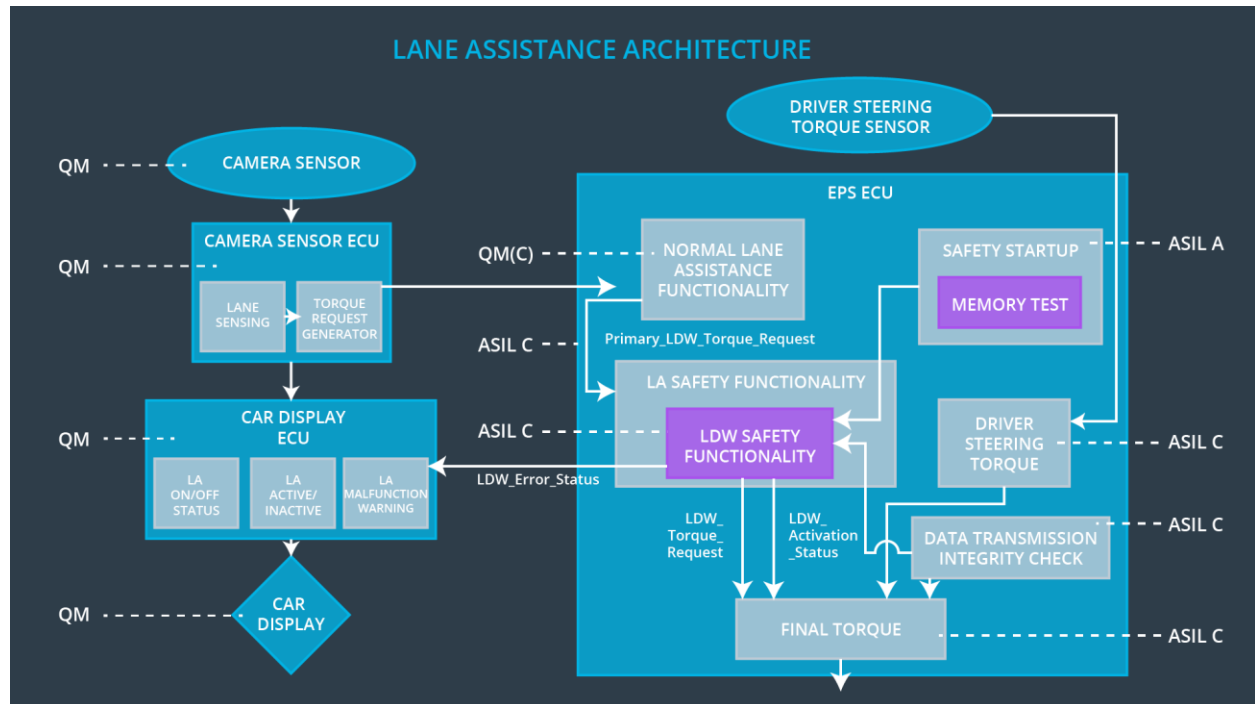 LANE ASSISTANCE ARCHITECTURE
DRIVER STEERING
TORQUE SENSOR
QM
CAMERA SENSOR
EPS ECU
CAMERA SENSOR ECU
QM
LANE
SENSING
TORQUE
REQUEST
GENERATOR
QM(C)
NORMAL LANE
ASSISTANCE
FUNCTIONALITY
SAFETY STARTUP
ASIL A
MEMORY TEST
ASIL C
Primary_LDW_Torque_Request
LA SAFETY FUNCTIONALITY
CAR DISPLAY
ECU
QM
ASIL C
LDW SAFETY
FUNCTIONALITY
DRIVER
STEERING
TORQUE
ASIL C
LA
ON/OFF
STATUS
LA
ACTIVE/
INACTIVE
LA
MALFUNCTION
WARNING
LDW_Error_Status
LDW_
Torque_
Request
LDW_
Activation
_Status
DATA TRANSMISSION
INTEGRITY CHECK
ASIL C
QM
CAR
DISPLAY
FINAL TORQUE
ASIL C